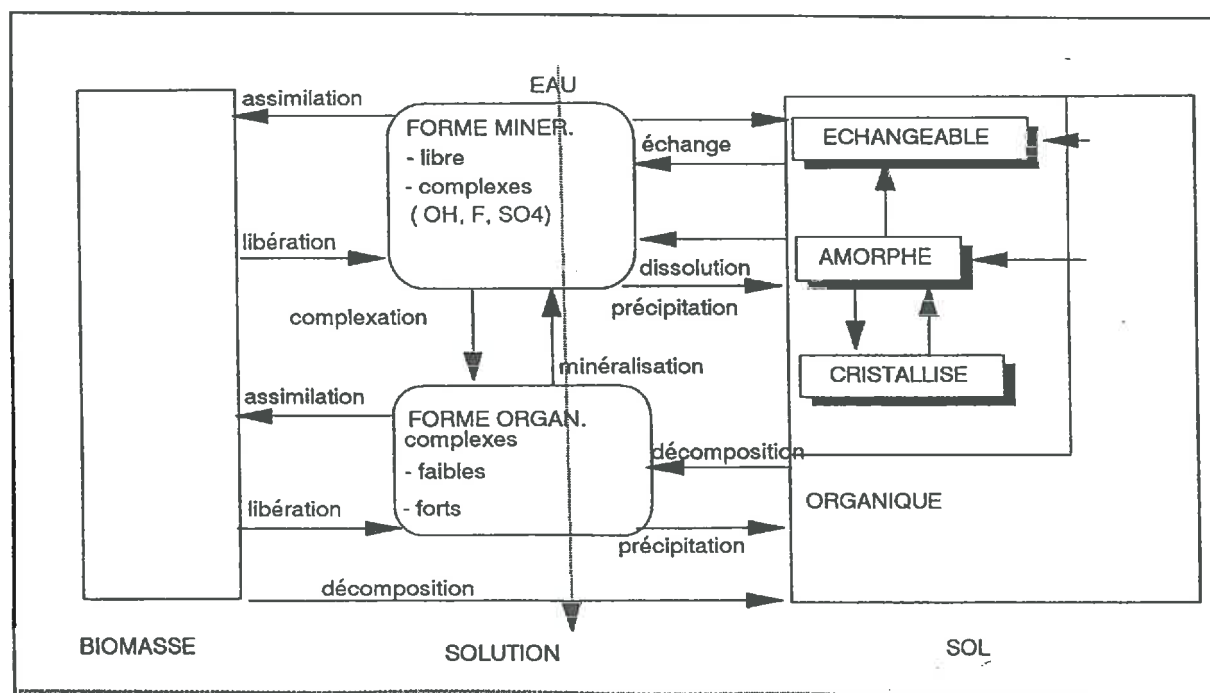 EAU
assimilation
FORME MINER.
- libre
- complexes
( OH, F, SO4)
échange
ECHANGEABLE
libération
AMORPHE
dissolution
précipitation
complexation
minéralisation
CRISTALLISE
assimilation
FORME ORGAN.
complexes
- faibles
- forts
décomposition
ORGANIQUE
libération
précipitation
décomposition
BIOMASSE
SOLUTION
SOL